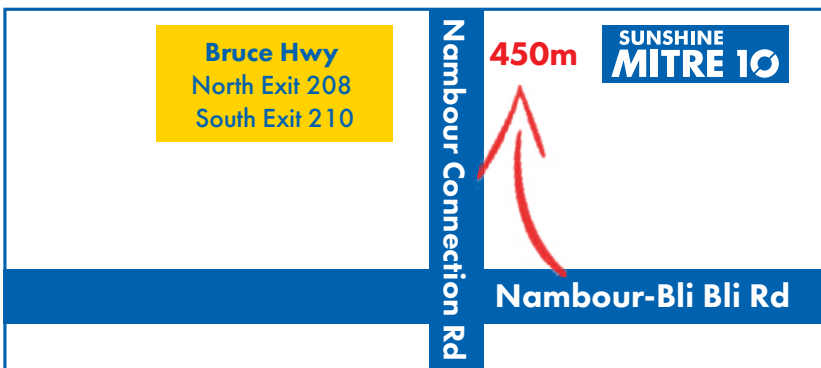 Bruce Hwy
North Exit 208
South Exit 210
Nambour Connection Rd
450m
SUNSHINE
MITRE 10
Nambour-Bli Bli Rd